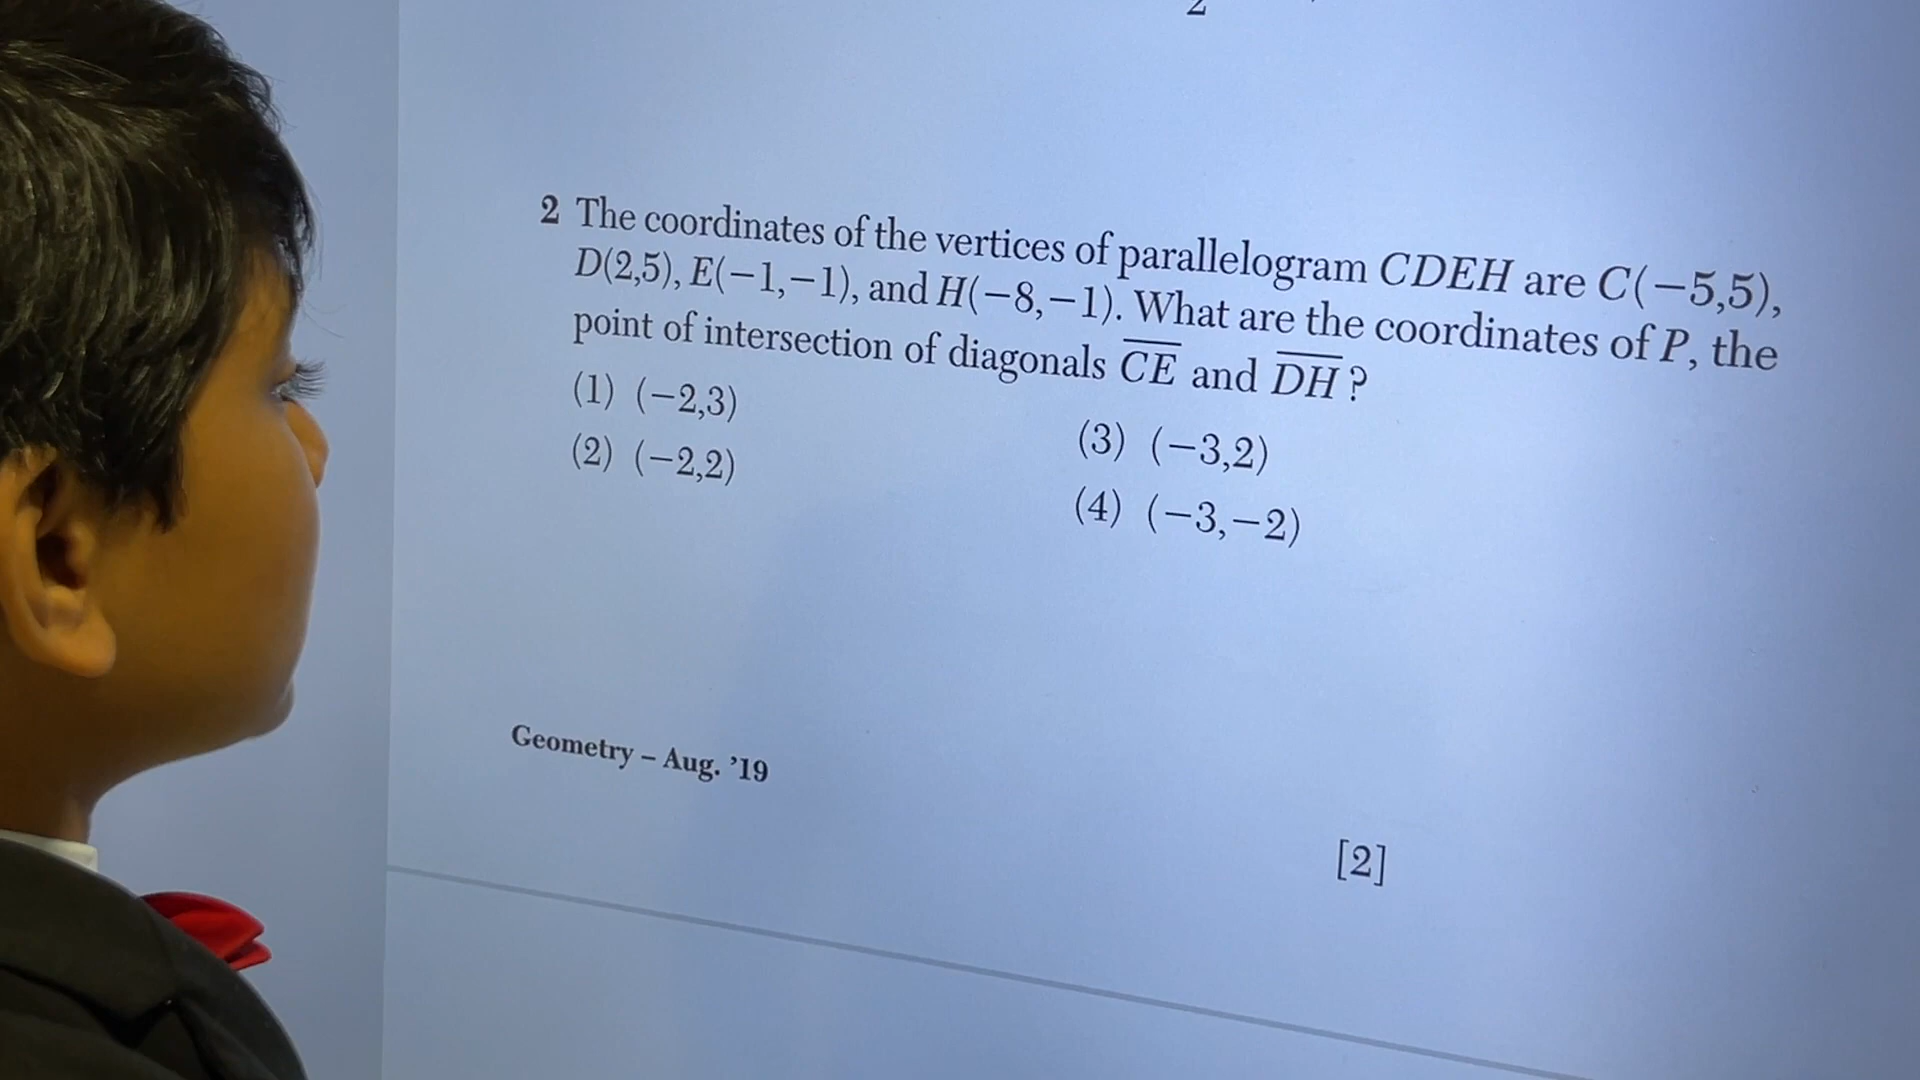 2 The coordinates of the vertices of parallelogram CDEH are C(−5,5),
D(2,5), E(−1,−1), and H(−8,−1). What are the coordinates of P, the
point of intersection of diagonals C̅E̅ and D̅H̅?
(1) (−2,3)
(2) (−2,2)
(3) (−3,2)
(4) (−3,−2)
Geometry – Aug. ’19
[2]